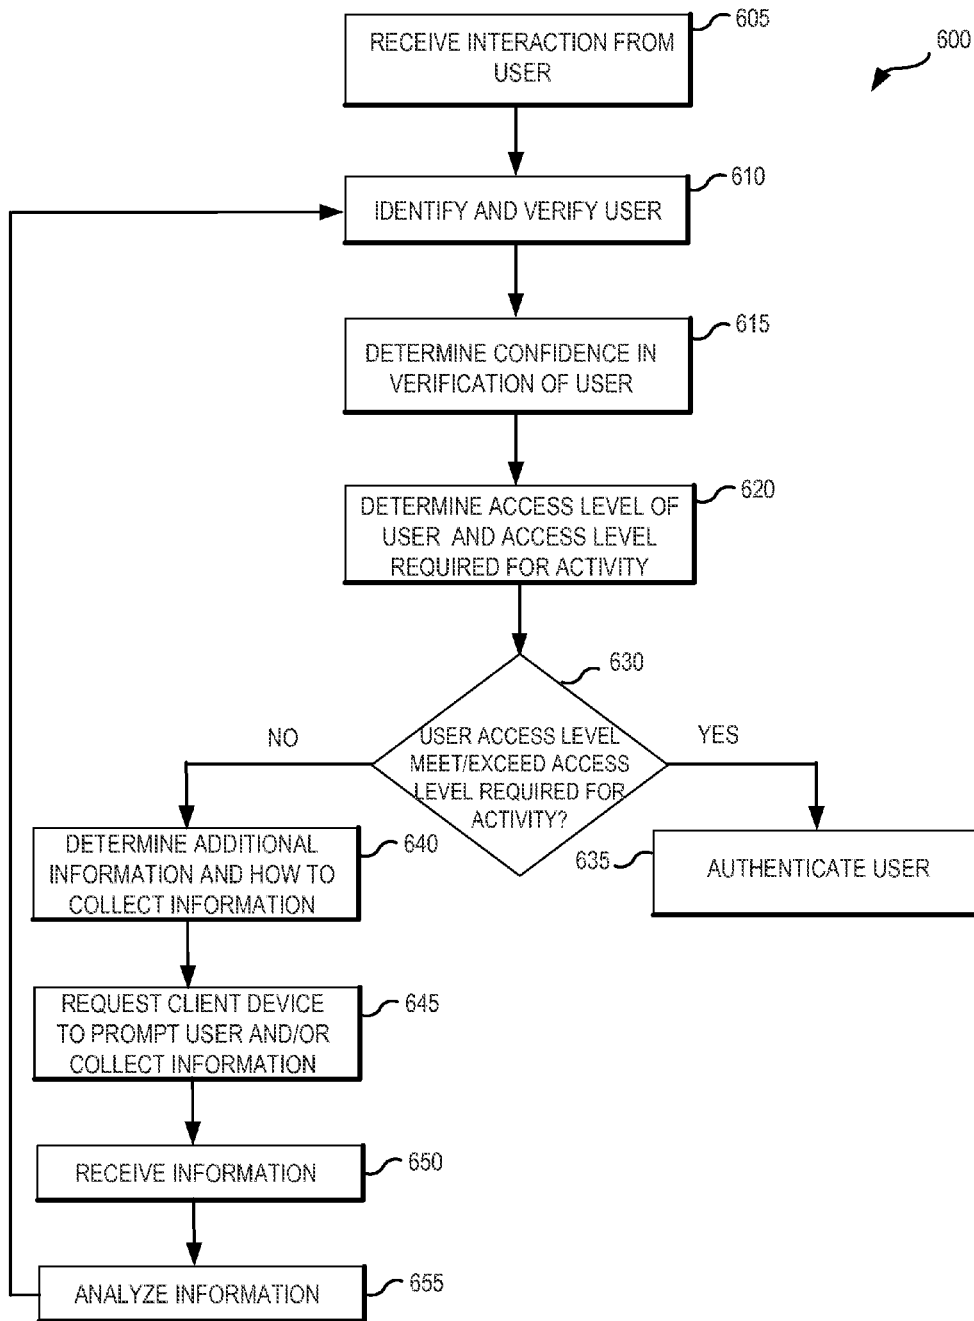 605
RECEIVE INTERACTION FROM
USER
600
610
IDENTIFY AND VERIFY USER
615
DETERMINE CONFIDENCE IN
VERIFICATION OF USER
620
DETERMINE ACCESS LEVEL OF
USER AND ACCESS LEVEL
REQUIRED FOR ACTIVITY
630
NO
YES
USER ACCESS LEVEL
MEET/EXCEED ACCESS
LEVEL REQUIRED FOR
ACTIVITY?
640
DETERMINE ADDITIONAL
INFORMATION AND HOW TO
COLLECT INFORMATION
635
AUTHENTICATE USER
645
REQUEST CLIENT DEVICE
TO PROMPT USER AND/OR
COLLECT INFORMATION
650
RECEIVE INFORMATION
655
ANALYZE INFORMATION